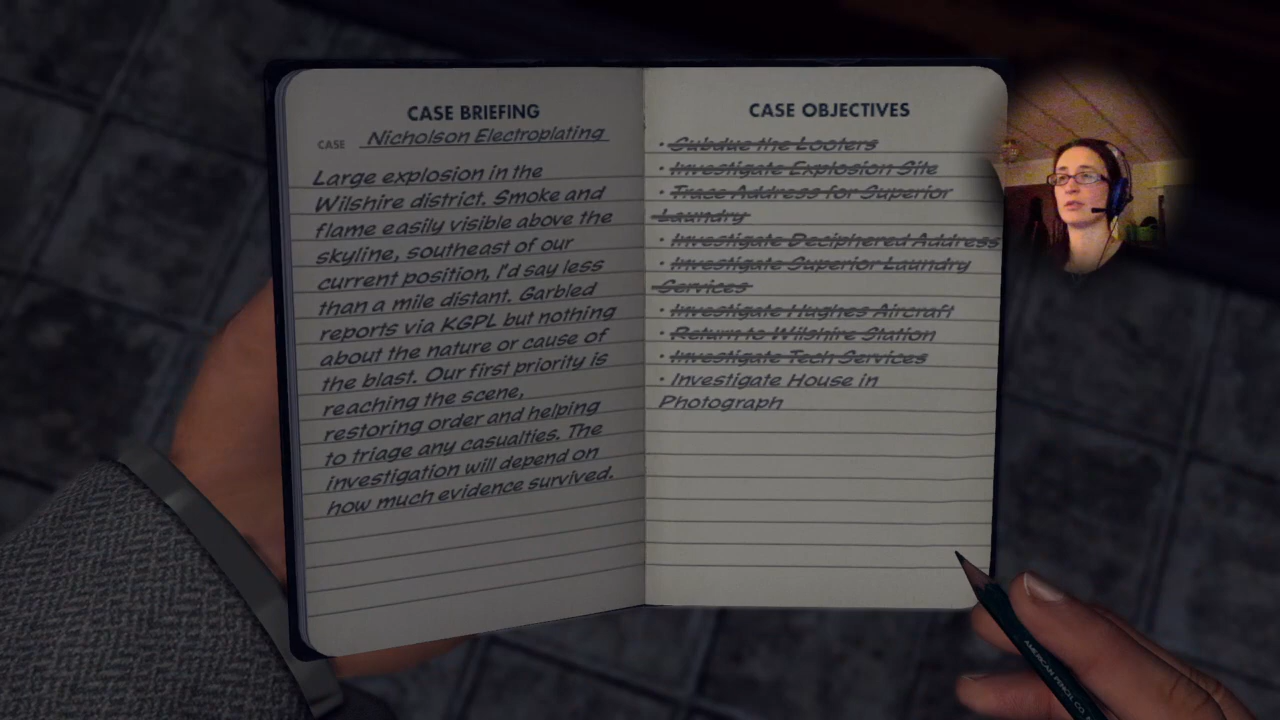 CASE BRIEFING
CASE Nicholson Electroplating
Large explosion in the
Wilshire district. Smoke and
flame easily visible above the
skyline, southeast of our
current position, I'd say less
than a mile distant. Garbled
reports via KGPL but nothing
about the nature or cause of
the blast. Our first priority is
reaching the scene,
restoring order and helping
to triage any casualties. The
investigation will depend on
how much evidence survived.
CASE OBJECTIVES
· Subdue the Looters
· Investigate Explosion Site
· Trace Address for Superior
Laundry
· Investigate Deciphered Address
· Investigate Superior Laundry
Services
· Investigate Hughes Aircraft
· Return to Wilshire Station
· Investigate Tech Services
· Investigate House in
Photograph
AMERICAN PENCIL CO.